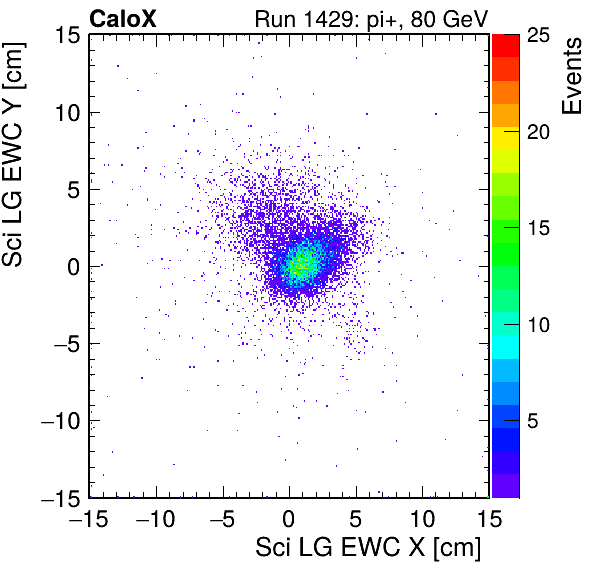 CaloX Run 1429: pi+, 80 GeV
Sci LG EWC Y [cm]
15
10
5
0
−5
−10
−15
−15 −10 −5 0 5 10 15
Sci LG EWC X [cm]
Events
25
20
15
10
5